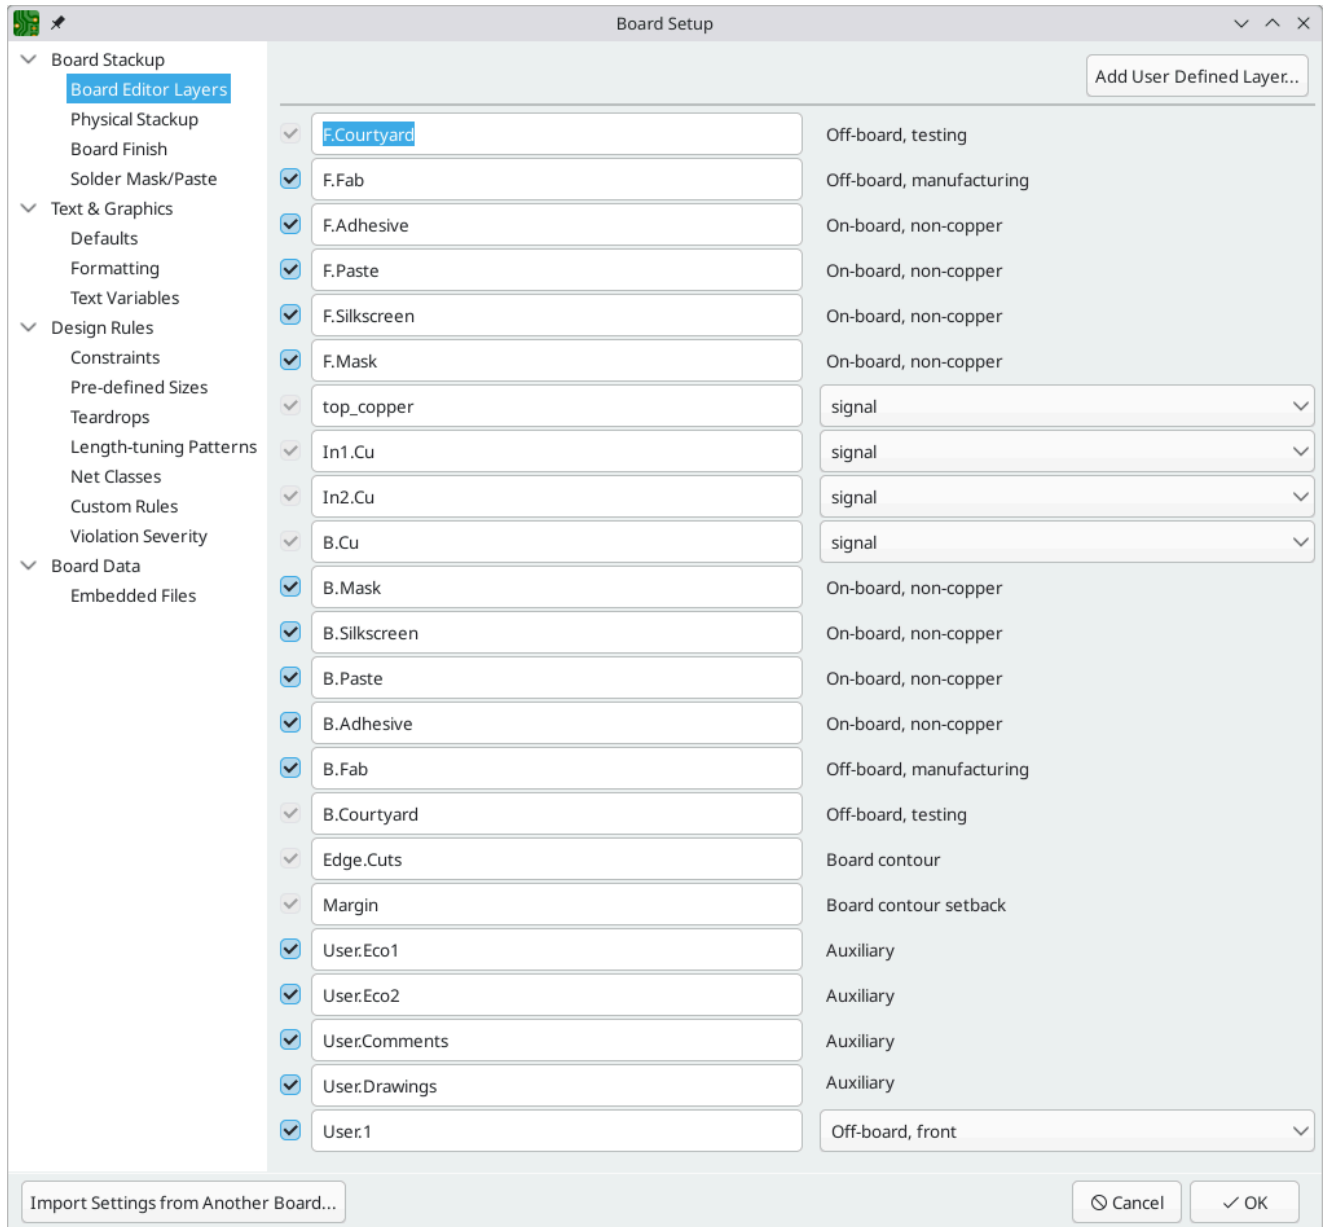 Board Setup
Board Stackup
Board Editor Layers
Physical Stackup
Board Finish
Solder Mask/Paste
Text & Graphics
Defaults
Formatting
Text Variables
Design Rules
Constraints
Pre-defined Sizes
Teardrops
Length-tuning Patterns
Net Classes
Custom Rules
Violation Severity
Board Data
Embedded Files
Add User Defined Layer...
F.Courtyard Off-board, testing
F.Fab Off-board, manufacturing
F.Adhesive On-board, non-copper
F.Paste On-board, non-copper
F.Silkscreen On-board, non-copper
F.Mask On-board, non-copper
top_copper signal
In1.Cu signal
In2.Cu signal
B.Cu signal
B.Mask On-board, non-copper
B.Silkscreen On-board, non-copper
B.Paste On-board, non-copper
B.Adhesive On-board, non-copper
B.Fab Off-board, manufacturing
B.Courtyard Off-board, testing
Edge.Cuts Board contour
Margin Board contour setback
User.Eco1 Auxiliary
User.Eco2 Auxiliary
User.Comments Auxiliary
User.Drawings Auxiliary
User.1 Off-board, front
Import Settings from Another Board... Cancel OK